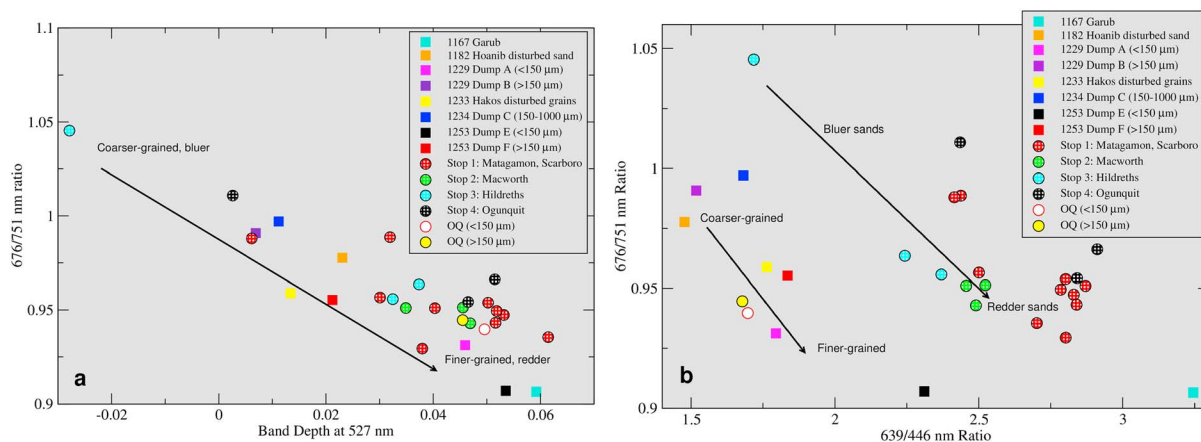 1.1
1.05
1
0.95
0.9
676/751 nm ratio
-0.02
0
0.02
0.04
0.06
Band Depth at 527 nm
Coarser-grained, bluer
Finer-grained, redder
a
1167 Garub
1182 Hoanib disturbed sand
1229 Dump A (<150 μm)
1229 Dump B (>150 μm)
1233 Hakos disturbed grains
1234 Dump C (150-1000 μm)
1253 Dump E (<150 μm)
1253 Dump F (>150 μm)
Stop 1: Matagamon, Scarboro
Stop 2: Macworth
Stop 3: Hildreths
Stop 4: Ogunquit
OQ (<150 μm)
OQ (>150 μm)
1.05
1
0.95
0.9
676/751 nm Ratio
1.5
2
2.5
3
639/446 nm Ratio
Bluer sands
Coarser-grained
Redder sands
Finer-grained
b
1167 Garub
1182 Hoanib disturbed sand
1229 Dump A (<150 μm)
1229 Dump B (>150 μm)
1233 Hakos disturbed grains
1234 Dump C (150-1000 μm)
1253 Dump E (<150 μm)
1253 Dump F (>150 μm)
Stop 1: Matagamon, Scarboro
Stop 2: Macworth
Stop 3: Hildreths
Stop 4: Ogunquit
OQ (<150 μm)
OQ (>150 μm)